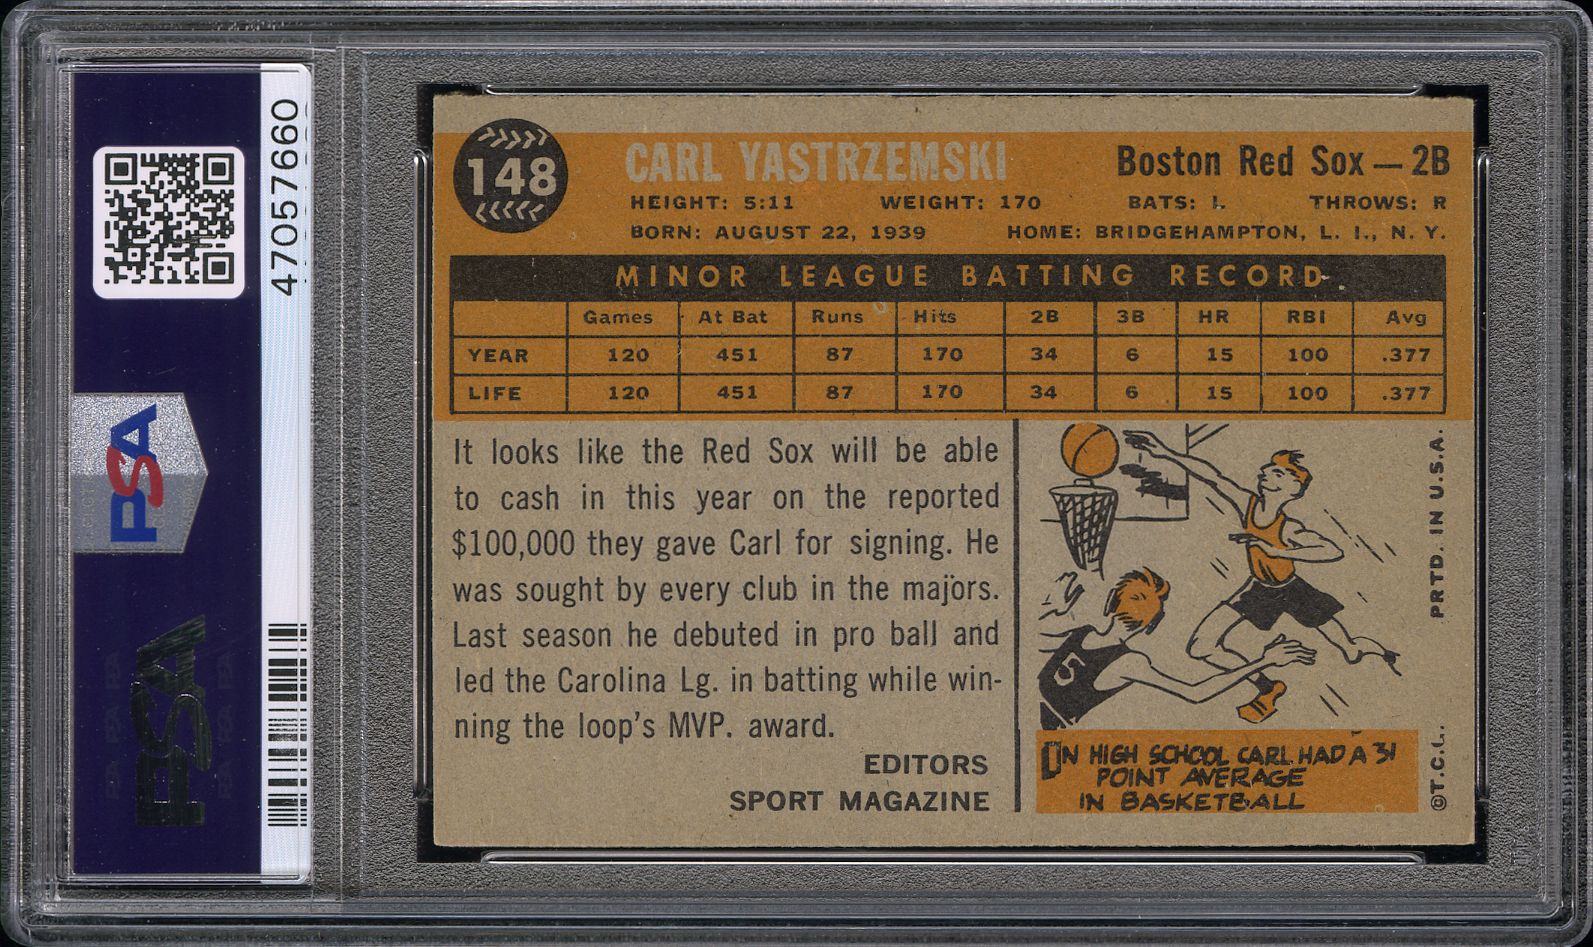 47057660
PSA
PSA
148
CARL YASTRZEMSKI
Boston Red Sox — 2B
HEIGHT: 5:11 WEIGHT: 170 BATS: L THROWS: R
BORN: AUGUST 22, 1939 HOME: BRIDGEHAMPTON, L. I., N. Y.
MINOR LEAGUE BATTING RECORD
Games At Bat Runs Hits 2B 3B HR RBI Avg
YEAR 120 451 87 170 34 6 15 100 .377
LIFE 120 451 87 170 34 6 15 100 .377
It looks like the Red Sox will be able
to cash in this year on the reported
$100,000 they gave Carl for signing. He
was sought by every club in the majors.
Last season he debuted in pro ball and
led the Carolina Lg. in batting while win-
ning the loop's MVP. award.
EDITORS
SPORT MAGAZINE
5
IN HIGH SCHOOL CARL HAD A 31
POINT AVERAGE
IN BASKETBALL
©T.C.G. PRTD. IN U.S.A.